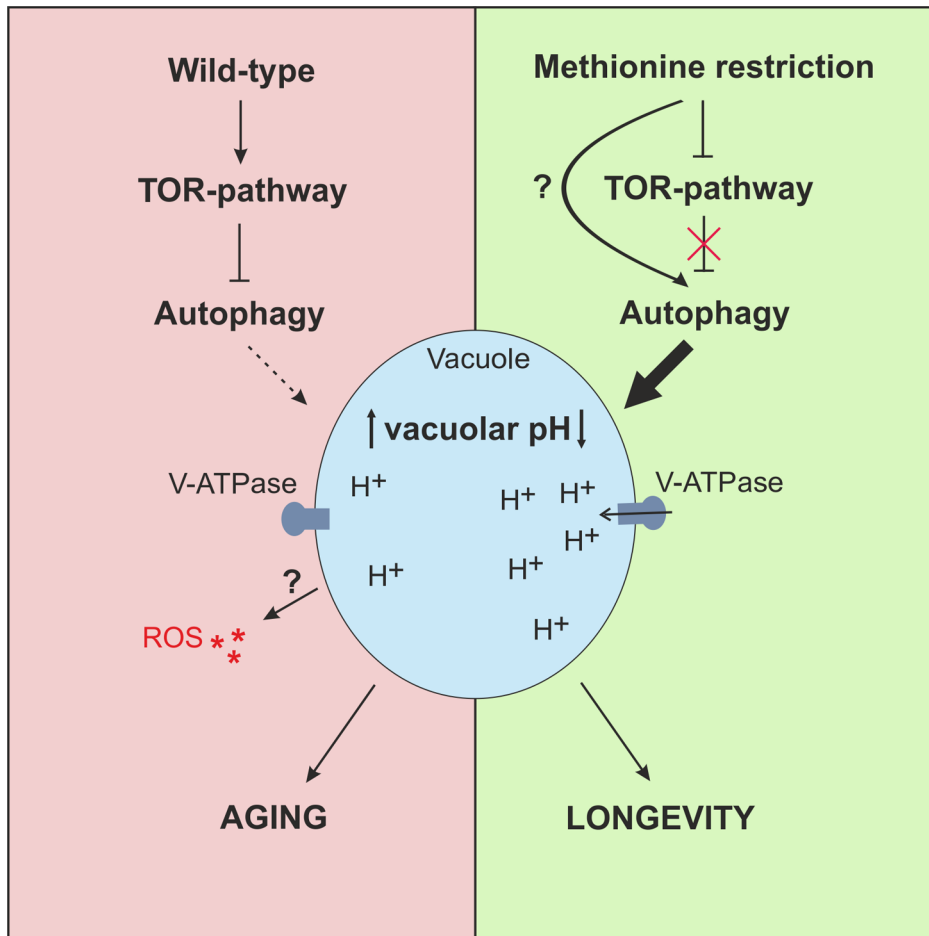 Wild-type
TOR-pathway
Autophagy
Methionine restriction
?
TOR-pathway
Autophagy
Vacuole
vacuolar pH
V-ATPase
H+
H+
H+
H+
H+
H+
H+
V-ATPase
?
ROS ***
AGING
LONGEVITY